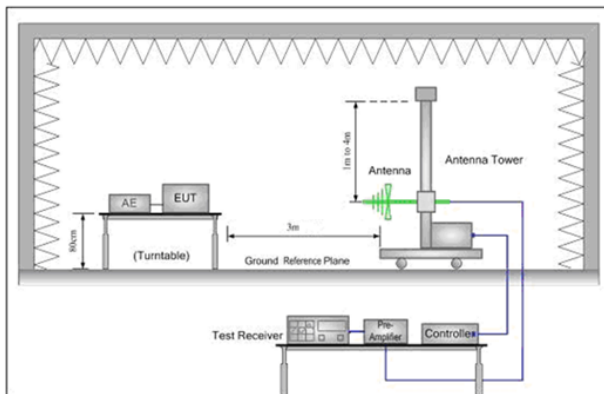 1m to 4m
Antenna
Antenna Tower
AE
EUT
80cm
(Turntable)
3m
Ground Reference Plane
Test Receiver
Pre-
Amplifier
Controller